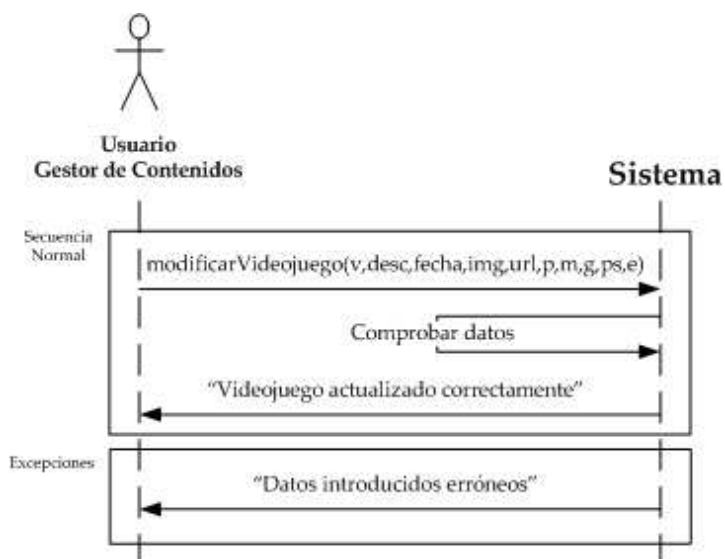 Usuario
Gestor de Contenidos
Sistema
Secuencia
Normal
modificarVideojuego(v,desc,fecha,img,url,p,m,g,ps,e)
Comprobar datos
“Videojuego actualizado correctamente”
Excepciones
“Datos introducidos erróneos”